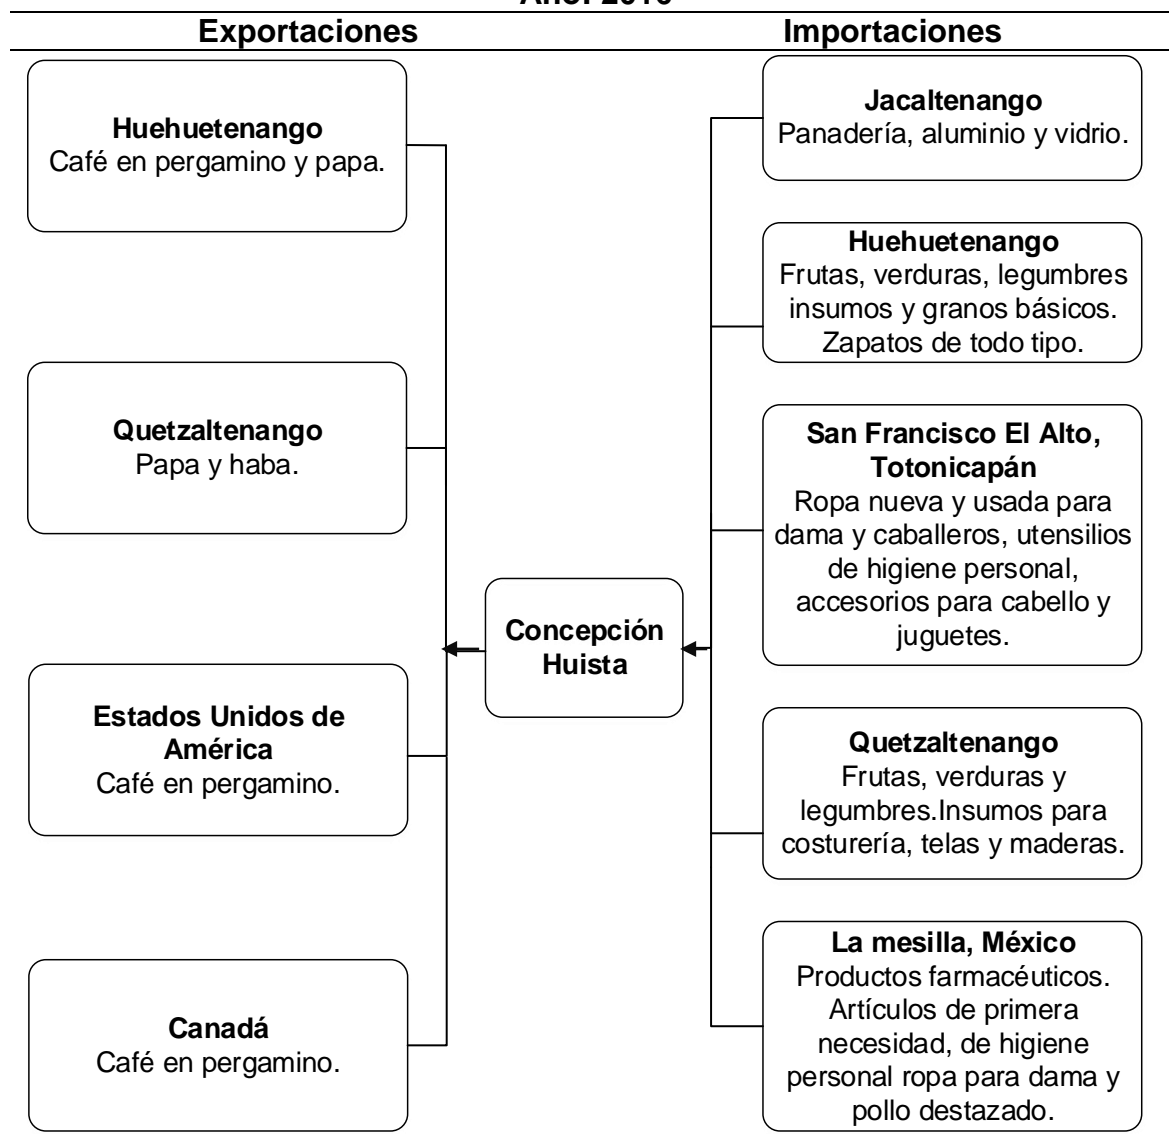 Exportaciones
Importaciones
Huehuetenango
Café en pergamino y papa.
Quetzaltenango
Papa y haba.
Estados Unidos de
América
Café en pergamino.
Canadá
Café en pergamino.
Concepción
Huista
Jacaltenango
Panadería, aluminio y vidrio.
Huehuetenango
Frutas, verduras, legumbres
insumos y granos básicos.
Zapatos de todo tipo.
San Francisco El Alto,
Totonicapán
Ropa nueva y usada para
dama y caballeros, utensilios
de higiene personal,
accesorios para cabello y
juguetes.
Quetzaltenango
Frutas, verduras y
legumbres.Insumos para
costurería, telas y maderas.
La mesilla, México
Productos farmacéuticos.
Artículos de primera
necesidad, de higiene
personal ropa para dama y
pollo destazado.